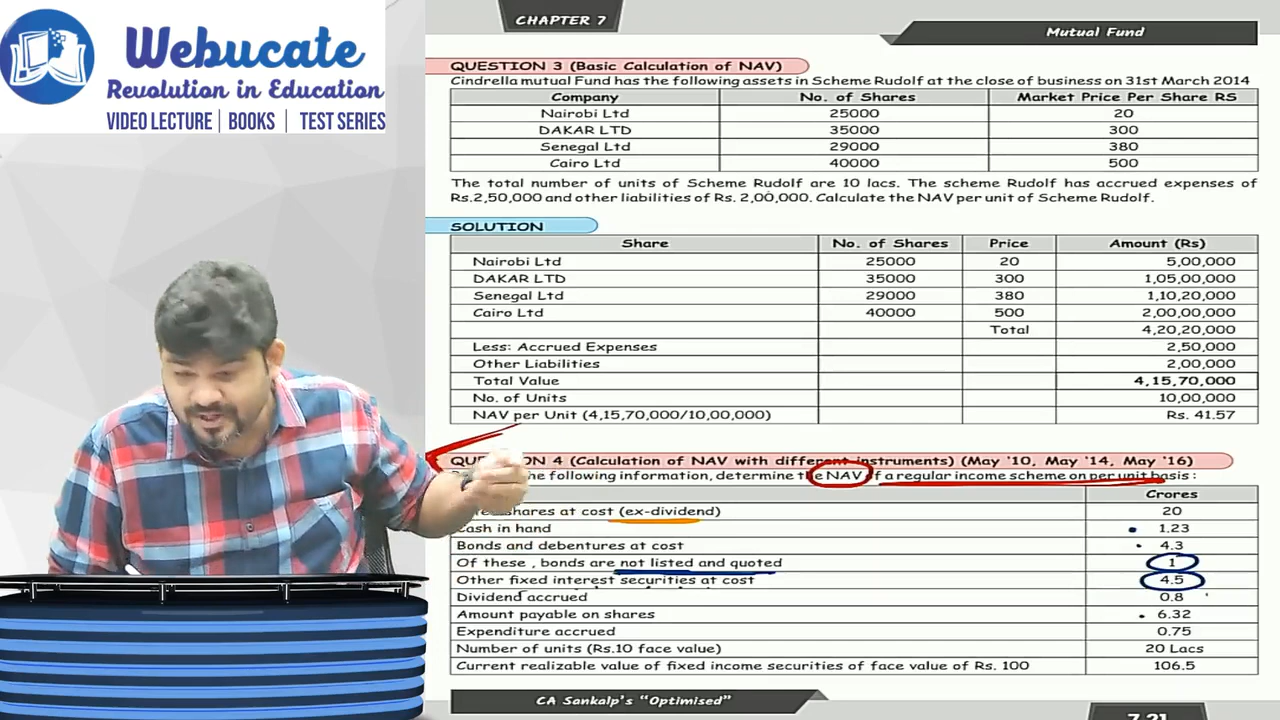 Webucate
Revolution in Education
VIDEO LECTURE | BOOKS | TEST SERIES
CHAPTER 7
Mutual Fund
QUESTION 3 (Basic Calculation of NAV)
Cindrella mutual Fund has the following assets in Scheme Rudolf at the close of business on 31st March 2014
Company No. of Shares Market Price Per Share RS
Nairobi Ltd 25000 20
DAKAR LTD 35000 300
Senegal Ltd 29000 380
Cairo Ltd 40000 500
The total number of units of Scheme Rudolf are 10 lacs. The scheme Rudolf has accrued expenses of
Rs.2,50,000 and other liabilities of Rs. 2,00,000. Calculate the NAV per unit of Scheme Rudolf.
SOLUTION
Share No. of Shares Price Amount (Rs)
Nairobi Ltd 25000 20 5,00,000
DAKAR LTD 35000 300 1,05,00,000
Senegal Ltd 29000 380 1,10,20,000
Cairo Ltd 40000 500 2,00,00,000
Total 4,20,20,000
Less: Accrued Expenses 2,50,000
Other Liabilities 2,00,000
Total Value 4,15,70,000
No. of Units 10,00,000
NAV per Unit (4,15,70,000/10,00,000) Rs. 41.57
QU ON 4 (Calculation of NAV with different instruments) (May '10, May '14, May '16)
he following information, determine the NAV of a regular income scheme on per unit basis :
Crores
shares at cost (ex-dividend) 20
Cash in hand 1.23
Bonds and debentures at cost 4.3
Of these , bonds are not listed and quoted 1
Other fixed interest securities at cost 4.5
Dividend accrued 0.8
Amount payable on shares 6.32
Expenditure accrued 0.75
Number of units (Rs.10 face value) 20 Lacs
Current realizable value of fixed income securities of face value of Rs. 100 106.5
CA Sankalp's "Optimised"
7.21